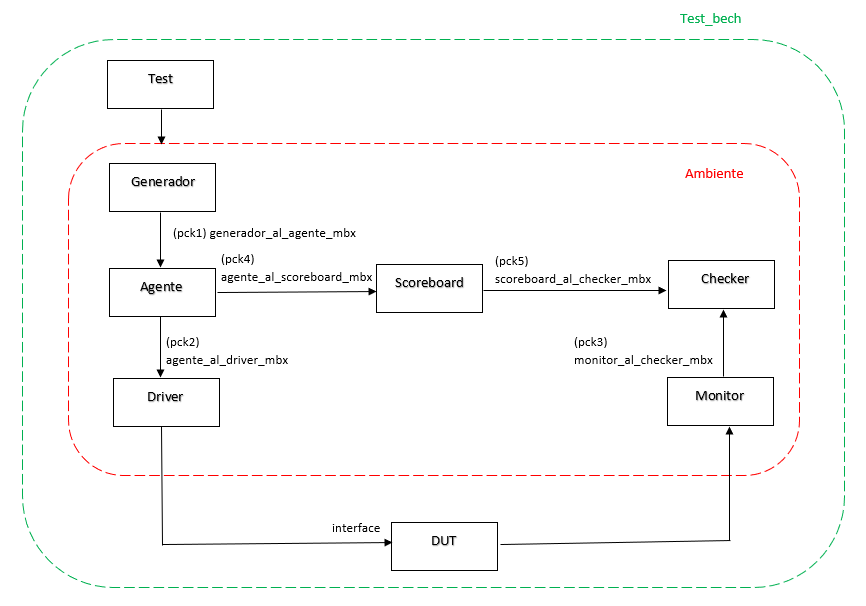 Test_bech
Test
Ambiente
Generador
(pck1) generador_al_agente_mbx
(pck4)
agente_al_scoreboard_mbx
(pck5)
scoreboard_al_checker_mbx
Agente
Scoreboard
Checker
(pck2)
agente_al_driver_mbx
(pck3)
monitor_al_checker_mbx
Driver
Monitor
interface
DUT